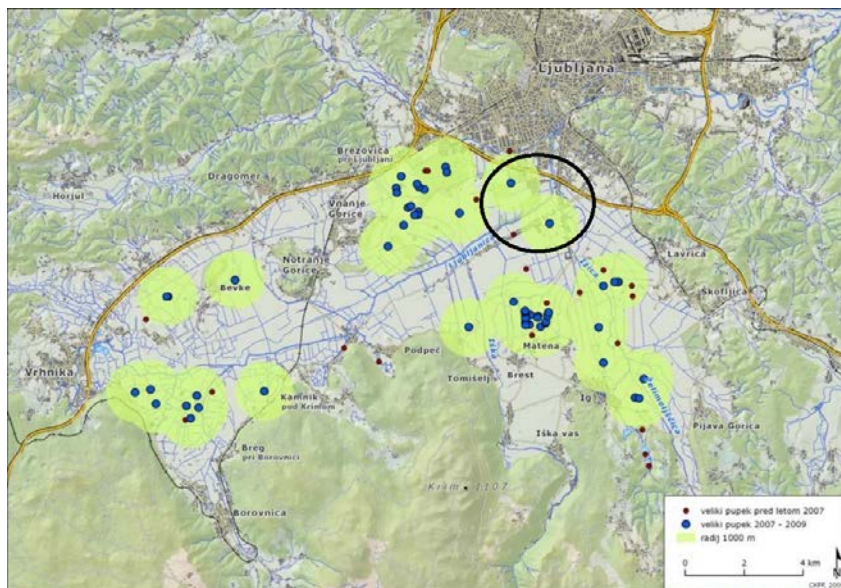 Ljubljana
Brezovica
pri Ljubljani
Dragomer
Horjul
Vnanje
Gorice
Ljubljanica
Lavrica
Notranje
Gorice
Išica
Škofljica
Bevke
Podpeč
Matena
Iška
Vrhnika
Tomišelj
Brest
Kamnik
pod Krimom
Ig
Želimeljščica
Pijava Gorica
Breg
pri Borovnici
Iška vas
Krim 1107
Borovnica
veliki pupek pred letom 2007
veliki pupek 2007 - 2009
radij 1000 m
0 2 4 km
N